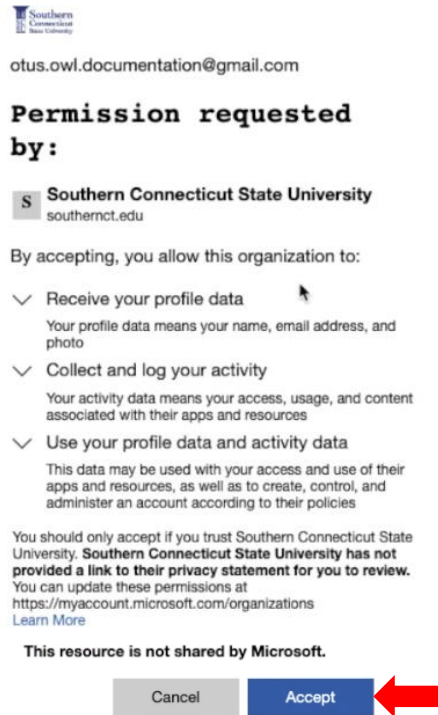 Southern
Connecticut
State University
otus.owl.documentation@gmail.com
Permission requested
by:
S
Southern Connecticut State University
southernct.edu
By accepting, you allow this organization to:
Receive your profile data
Your profile data means your name, email address, and
photo
Collect and log your activity
Your activity data means your access, usage, and content
associated with their apps and resources
Use your profile data and activity data
This data may be used with your access and use of their
apps and resources, as well as to create, control, and
administer an account according to their policies
You should only accept if you trust Southern Connecticut State
University. Southern Connecticut State University has not
provided a link to their privacy statement for you to review.
You can update these permissions at
https://myaccount.microsoft.com/organizations
Learn More
This resource is not shared by Microsoft.
Cancel
Accept